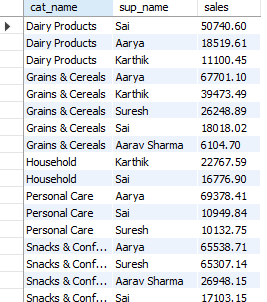 cat_name sup_name sales
Dairy Products Sai 50740.60
Dairy Products Aarya 18519.61
Dairy Products Karthik 11100.45
Grains & Cereals Aarya 67701.10
Grains & Cereals Karthik 39473.49
Grains & Cereals Suresh 26248.89
Grains & Cereals Sai 18018.02
Grains & Cereals Aarav Sharma 6104.70
Household Karthik 22767.59
Household Sai 16776.90
Personal Care Aarya 69378.41
Personal Care Sai 10949.84
Personal Care Suresh 10132.75
Snacks & Conf... Aarya 65538.71
Snacks & Conf... Suresh 65307.14
Snacks & Conf... Aarav Sharma 26948.15
Snacks & Conf... Sai 17103.15